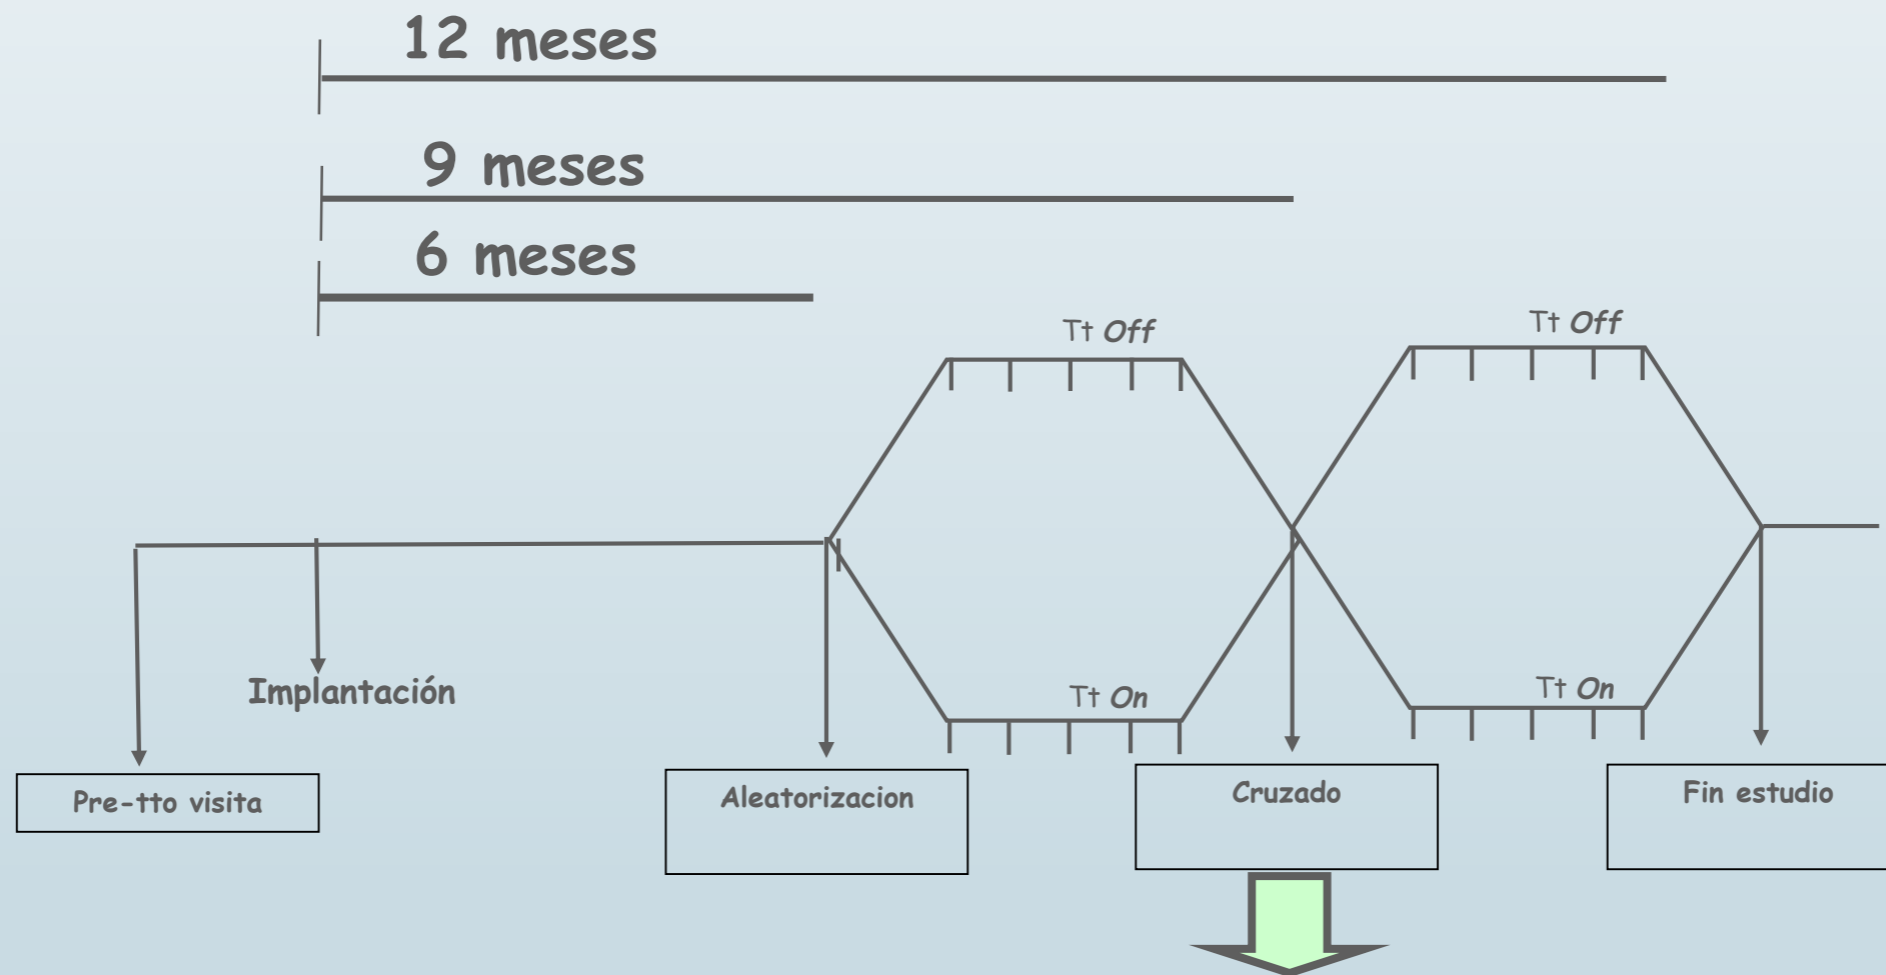 12 meses
9 meses
6 meses
Tt Off
Tt Off
Implantación
Tt On
Tt On
Pre-tto visita
Aleatorizacion
Cruzado
Fin estudio